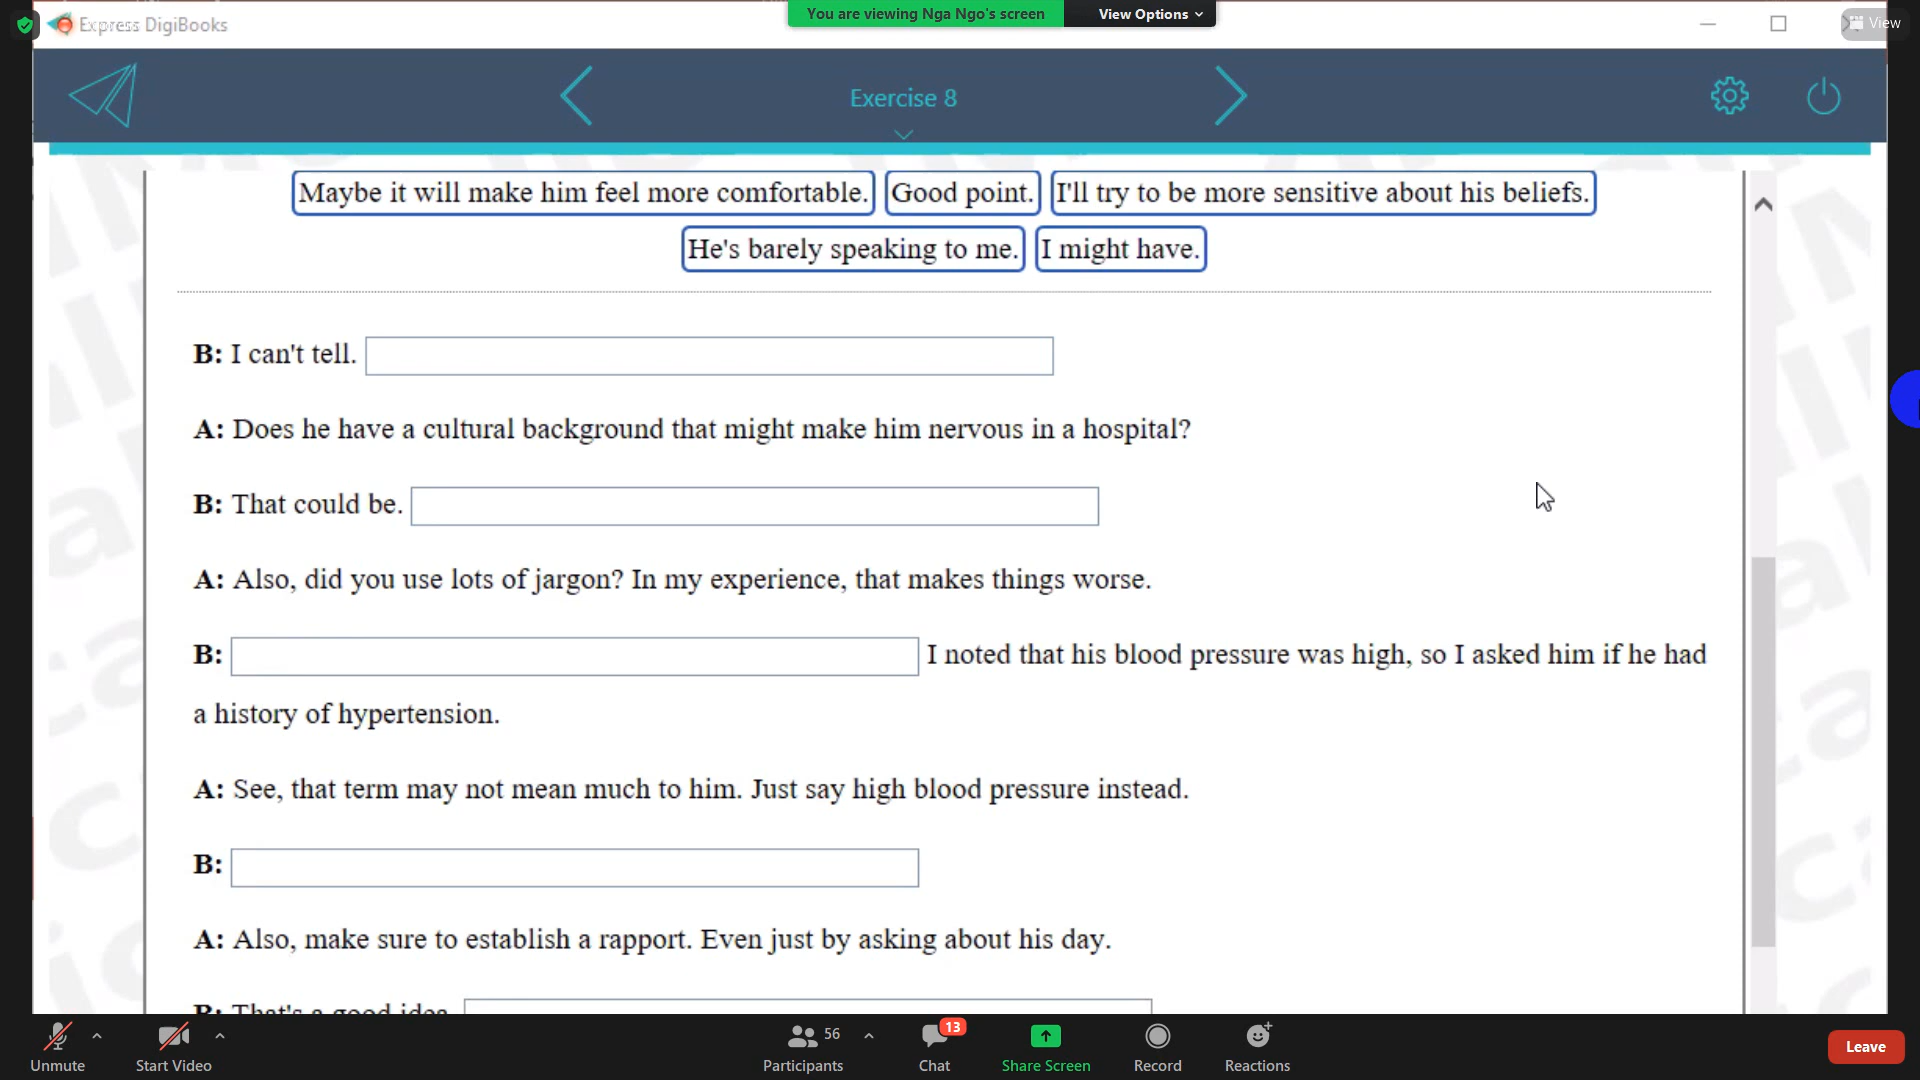 Express DigiBooks
You are viewing Nga Ngo's screen
View Options
View
Exercise 8
Maybe it will make him feel more comfortable. Good point. I'll try to be more sensitive about his beliefs.
He's barely speaking to me. I might have.
B: I can't tell.
A: Does he have a cultural background that might make him nervous in a hospital?
B: That could be.
A: Also, did you use lots of jargon? In my experience, that makes things worse.
B: I noted that his blood pressure was high, so I asked him if he had
a history of hypertension.
A: See, that term may not mean much to him. Just say high blood pressure instead.
B:
A: Also, make sure to establish a rapport. Even just by asking about his day.
B: That's a good idea.
56
13
Unmute
Start Video
Participants
Chat
Share Screen
Record
Reactions
Leave